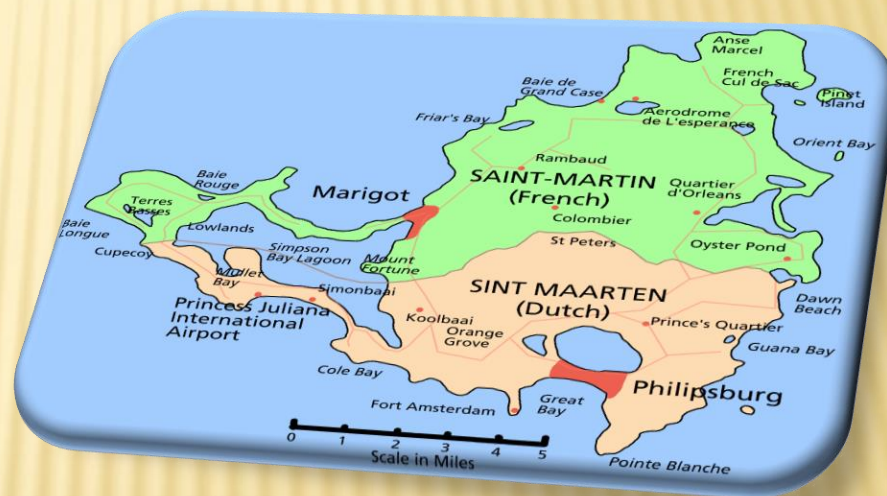 Anse
Marcel
French
Cul de Sac
Pinet
Island
Baie de
Grand Case
Aerodrome
de L'esperance
Friar's Bay
Orient Bay
Rambaud
SAINT-MARTIN
(French)
Quartier
d'Orleans
Colombier
Marigot
Baie
Rouge
Terres
Basses
Lowlands
Baie
Longue
Cupecoy
Simpson
Bay Lagoon
Mount
Fortune
St Peters
Oyster Pond
Mullet
Bay
Simonbaai
SINT MAARTEN
(Dutch)
Dawn
Beach
Princess Juliana
International
Airport
Koolbaai
Orange
Grove
Prince's Quartier
Guana Bay
Cole Bay
Philipsburg
Fort Amsterdam
Great
Bay
Pointe Blanche
0 1 2 3 4 5
Scale in Miles